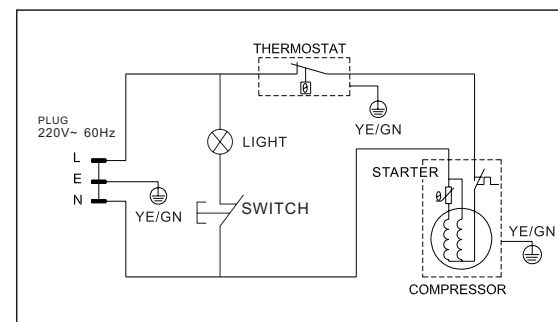 THERMOSTAT
YE/GN
PLUG
220V~ 60Hz
L
E
N
YE/GN
LIGHT
SWITCH
STARTER
θ
θ
YE/GN
COMPRESSOR